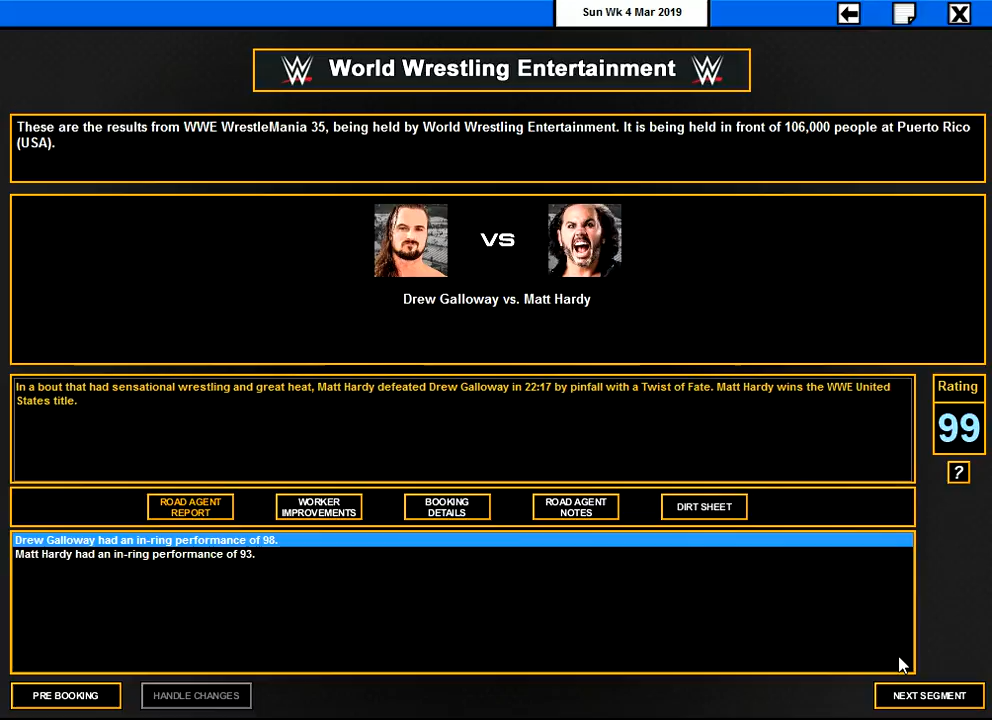 Sun Wk 4 Mar 2019
World Wrestling Entertainment
These are the results from WWE WrestleMania 35, being held by World Wrestling Entertainment. It is being held in front of 106,000 people at Puerto Rico
(USA).
VS
Drew Galloway vs. Matt Hardy
In a bout that had sensational wrestling and great heat, Matt Hardy defeated Drew Galloway in 22:17 by pinfall with a Twist of Fate. Matt Hardy wins the WWE United
States title.
Rating
99
?
ROAD AGENT
REPORT
WORKER
IMPROVEMENTS
BOOKING
DETAILS
ROAD AGENT
NOTES
DIRT SHEET
Drew Galloway had an in-ring performance of 98.
Matt Hardy had an in-ring performance of 93.
PRE BOOKING
HANDLE CHANGES
NEXT SEGMENT